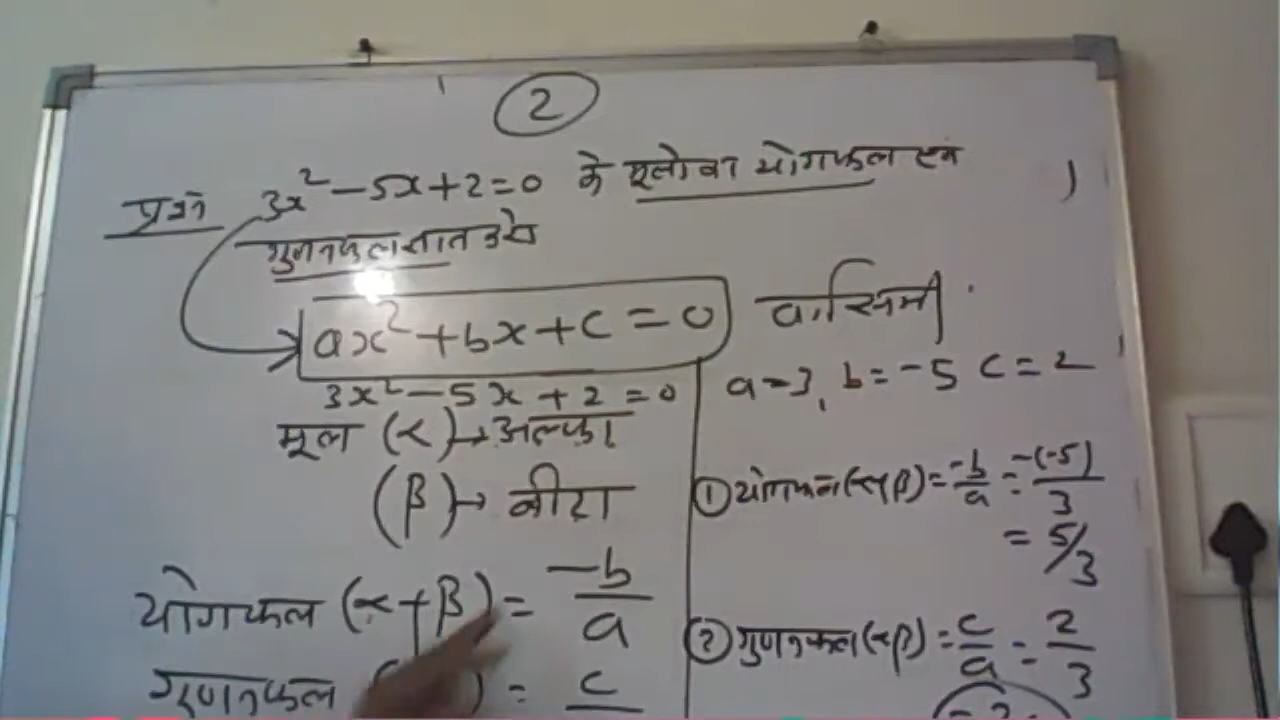 2
प्रश्न 3x² - 5x + 2 = 0 के मूलो का योगफल एवं
गुणनफल ज्ञात करो
ax² + bx + c = 0
3x² - 5x + 2 = 0
मूल (α) → अल्फा
(β) → बीटा
योगफल (α + β) = -b/a
गुणनफल ( ) = c
a = 3, b = -5 c = 2
① योगफल (α+β) = -b/a = -(-5)/3
= 5/3
② गुणनफल (αβ) = c/a = 2/3